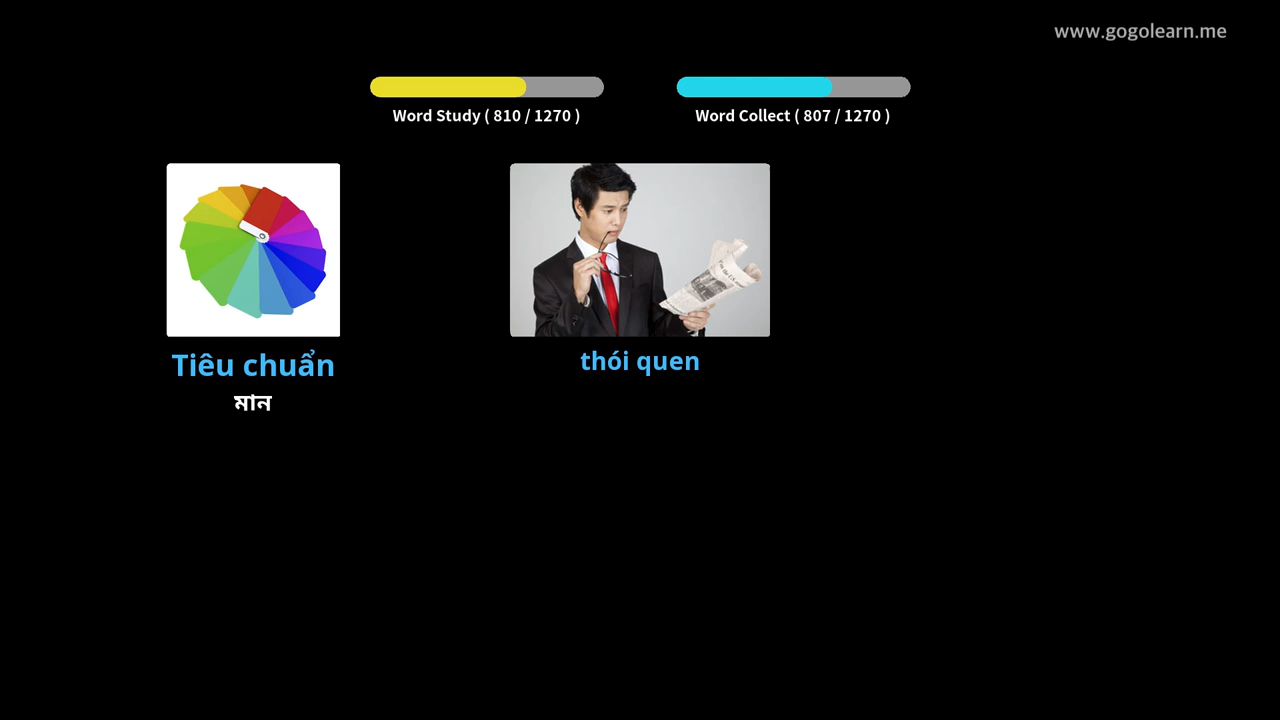 www.gogolearn.me
Word Study ( 810 / 1270 )
Word Collect ( 807 / 1270 )
Tiêu chuẩn
মান
thói quen